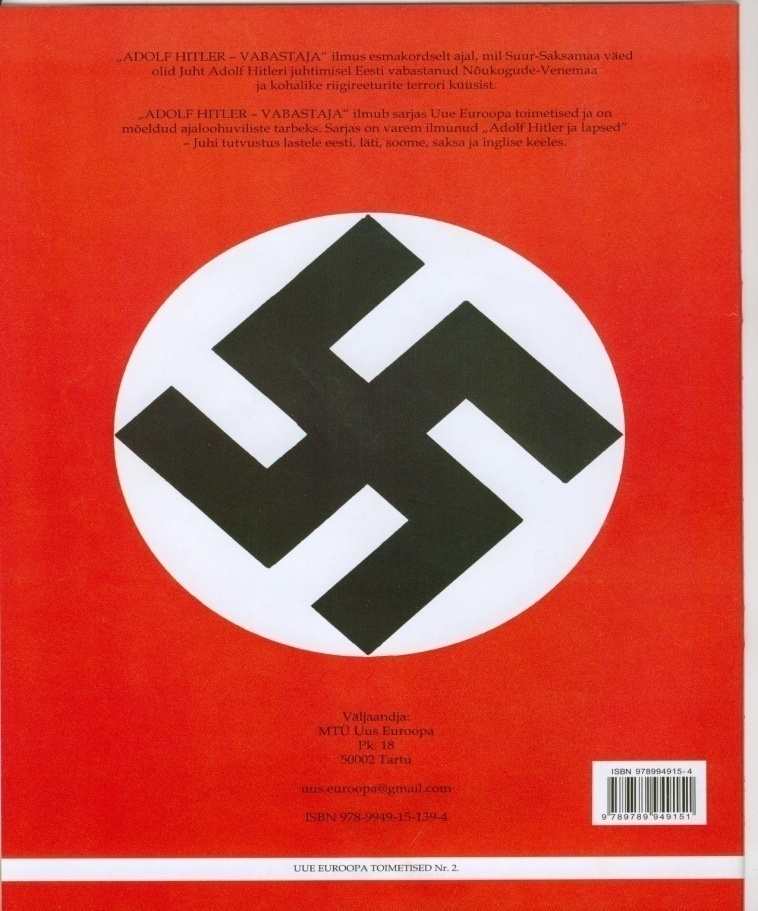 „ADOLF HITLER – VABASTAJA“ ilmus esmakordselt ajal, mil Suur-Saksamaa väed
olid Juht Adolf Hitleri juhtimisel Eesti vabastanud Nõukogude-Venemaa
ja kohalike riigireeturite terrori küüsist.
„ADOLF HITLER – VABASTAJA“ ilmub sarjas Uue Euroopa toimetised ja on
mõeldud ajaloohuviliste tarbeks. Sarjas on varem ilmunud „Adolf Hitler ja lapsed“
– Juhi tutvustus lastele eesti, läti, soome, saksa ja inglise keeles.
Väljaandja:
MTÜ Uus Euroopa
Pk. 18
50002 Tartu
uus.euroopa@gmail.com
ISBN 978-9949-15-139-4
ISBN 978994915-4
9 789789 949151
UUE EUROOPA TOIMETISED Nr. 2.